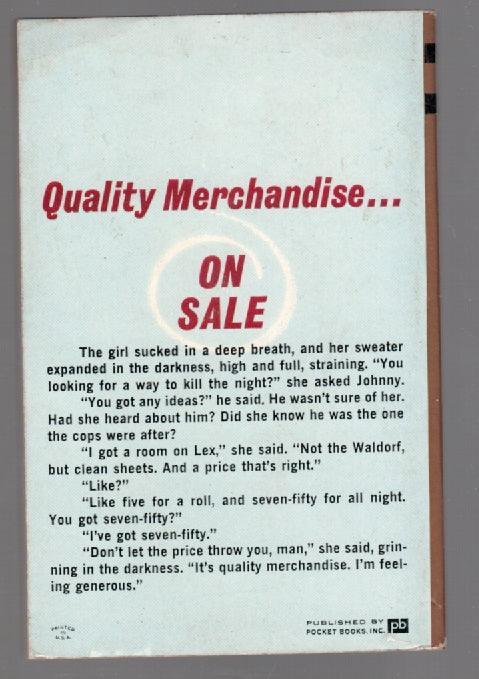 Quality Merchandise...
ON
SALE
The girl sucked in a deep breath, and her sweater
expanded in the darkness, high and full, straining. "You
looking for a way to kill the night?" she asked Johnny.
"You got any ideas?" he said. He wasn't sure of her.
Had she heard about him? Did she know he was the one
the cops were after?
"I got a room on Lex," she said. "Not the Waldorf,
but clean sheets. And a price that's right."
"Like?"
"Like five for a roll, and seven-fifty for all night.
You got seven-fifty?"
"I've got seven-fifty."
"Don't let the price throw you, man," she said, grin-
ning in the darkness. "It's quality merchandise. I'm feel-
ing generous."
PRINTED
IN
U.S.A.
PUBLISHED BY
POCKET BOOKS, INC. pb